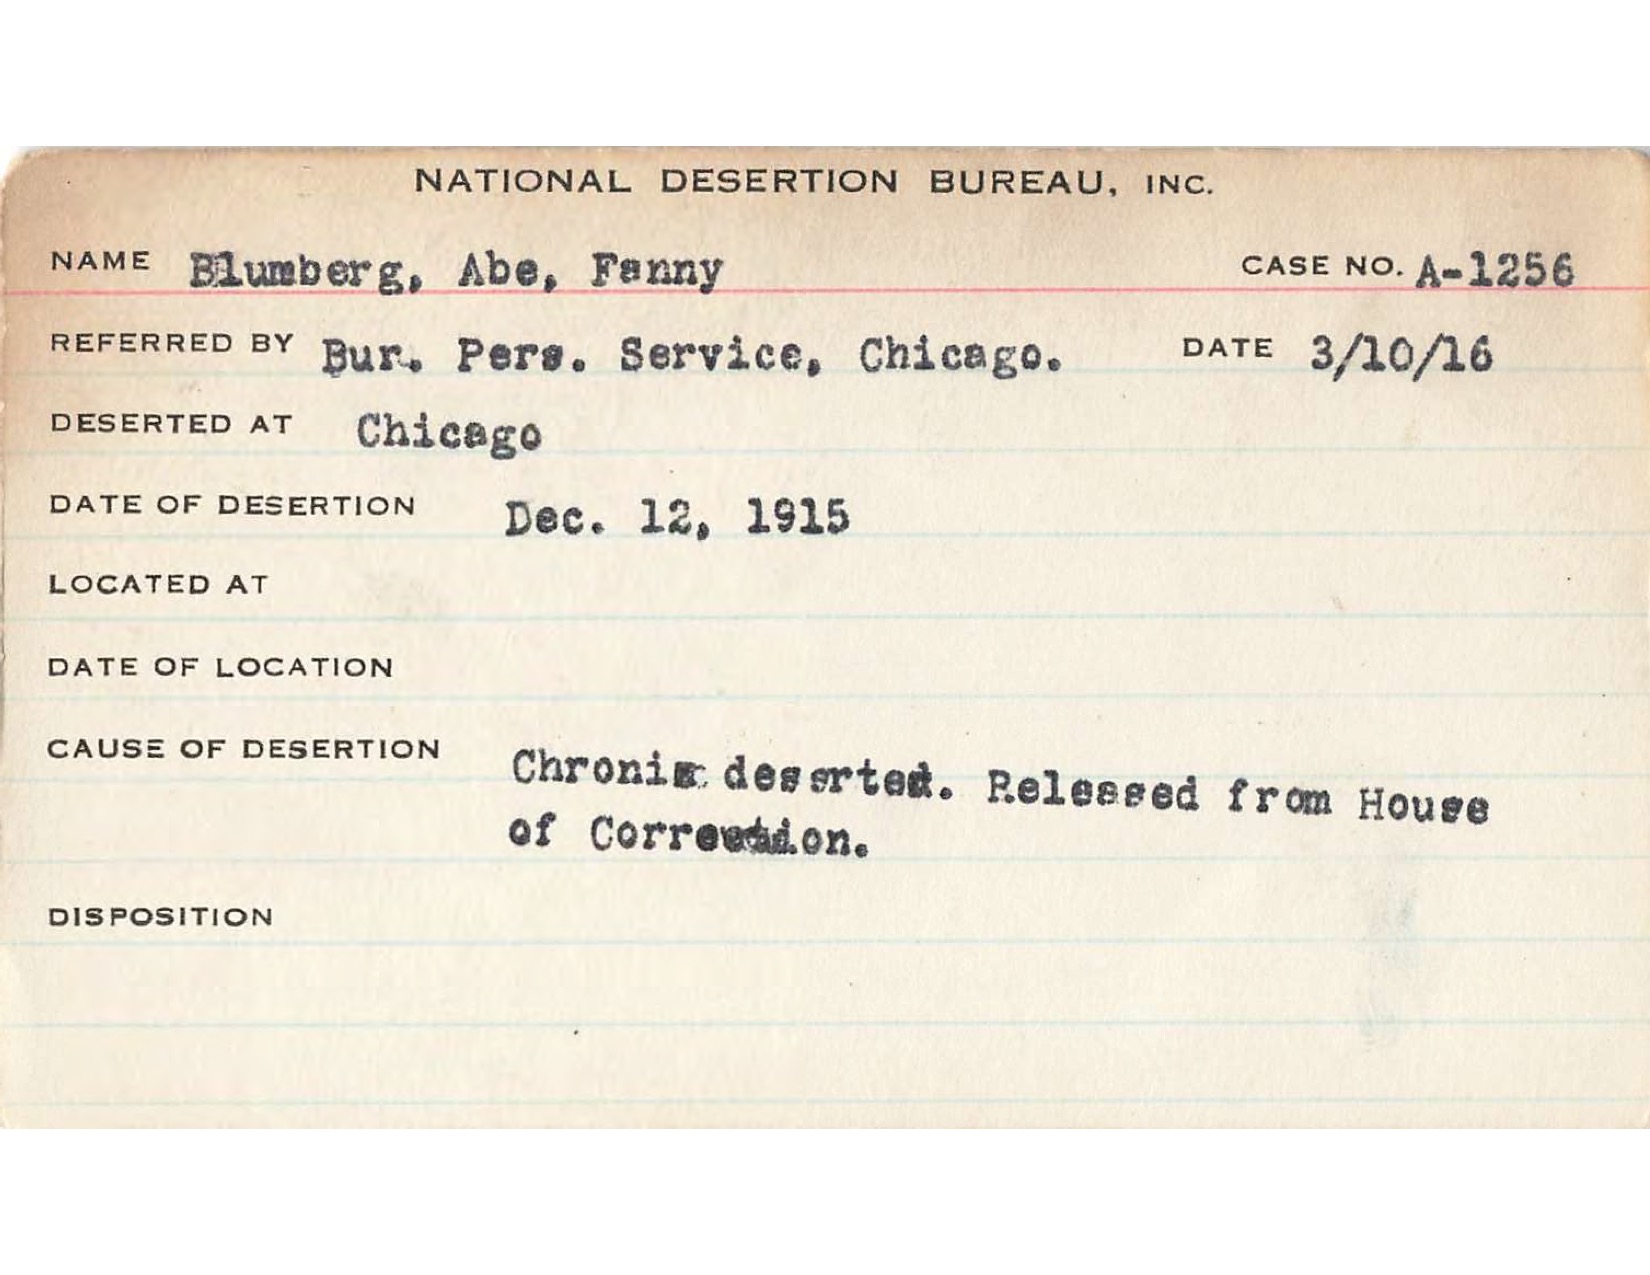 NATIONAL DESERTION BUREAU, INC.
NAME Blumberg, Abe, Fanny CASE NO. A-1256
REFERRED BY Bur. Pers. Service, Chicago. DATE 3/10/16
DESERTED AT Chicago
DATE OF DESERTION Dec. 12, 1915
LOCATED AT
DATE OF LOCATION
CAUSE OF DESERTION Chronic deserted. Released from House
of Correction.
DISPOSITION